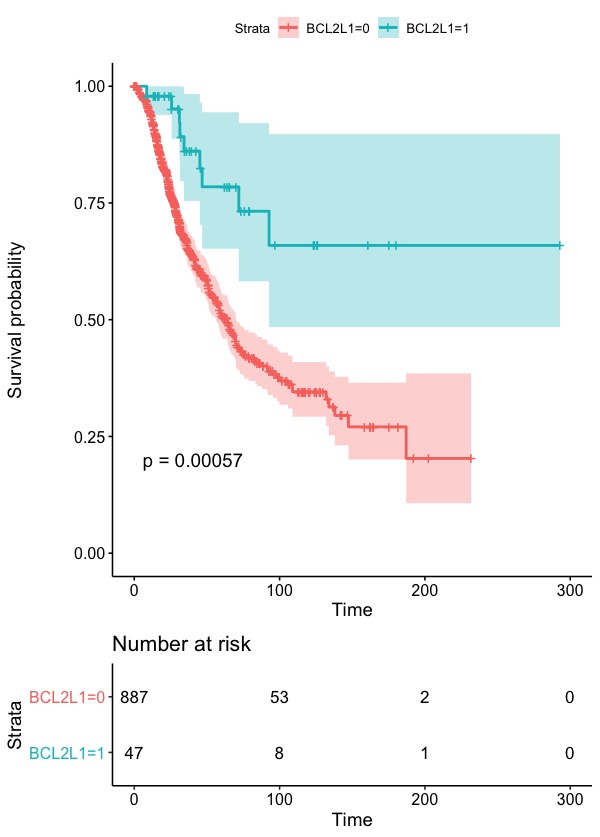 Strata BCL2L1=0 BCL2L1=1
Survival probability
1.00
0.75
0.50
0.25
0.00
p = 0.00057
0 100 200 300
Time
Number at risk
Strata
BCL2L1=0 887 53 2 0
BCL2L1=1 47 8 1 0
0 100 200 300
Time